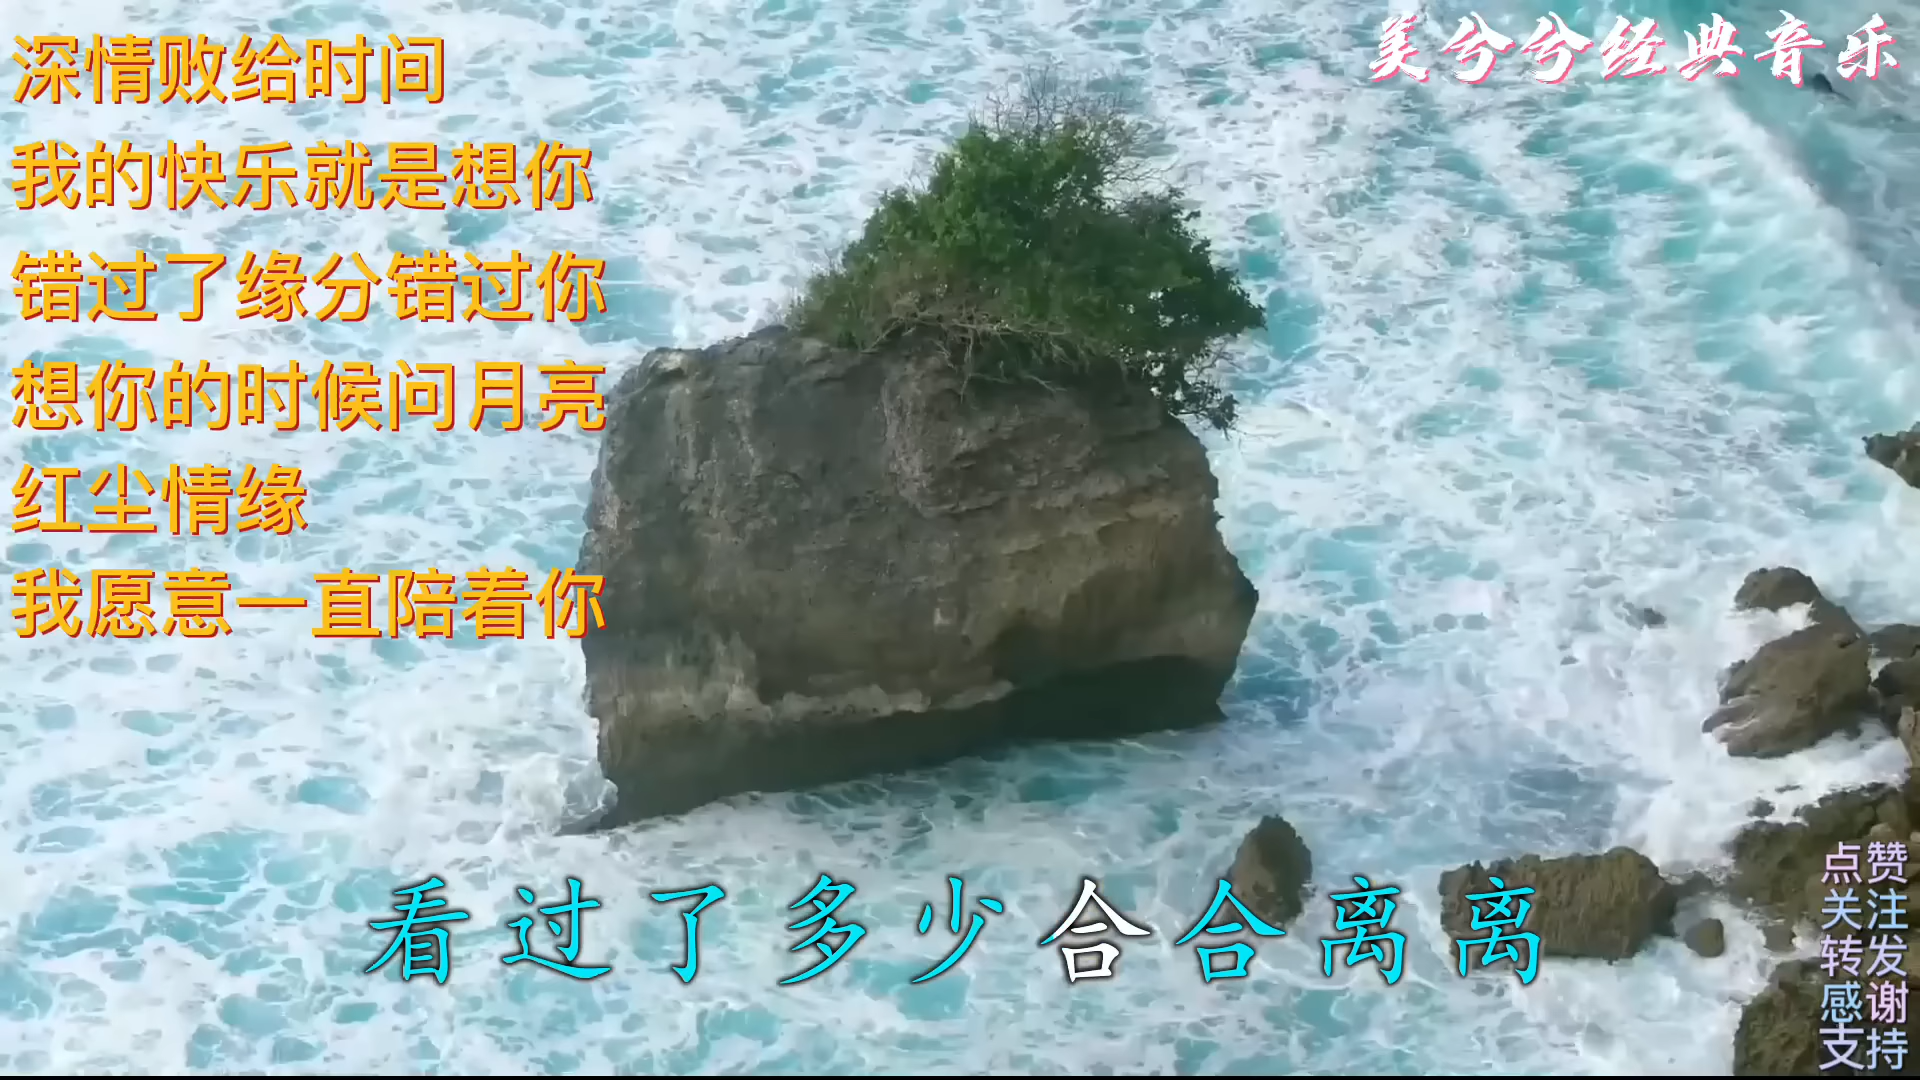 深情败给时间
我的快乐就是想你
错过了缘分错过你
想你的时候问月亮
红尘情缘
我愿意一直陪着你
美兮兮经典音乐
看过了多少合合离离
点赞
关注
转发
感谢
支持